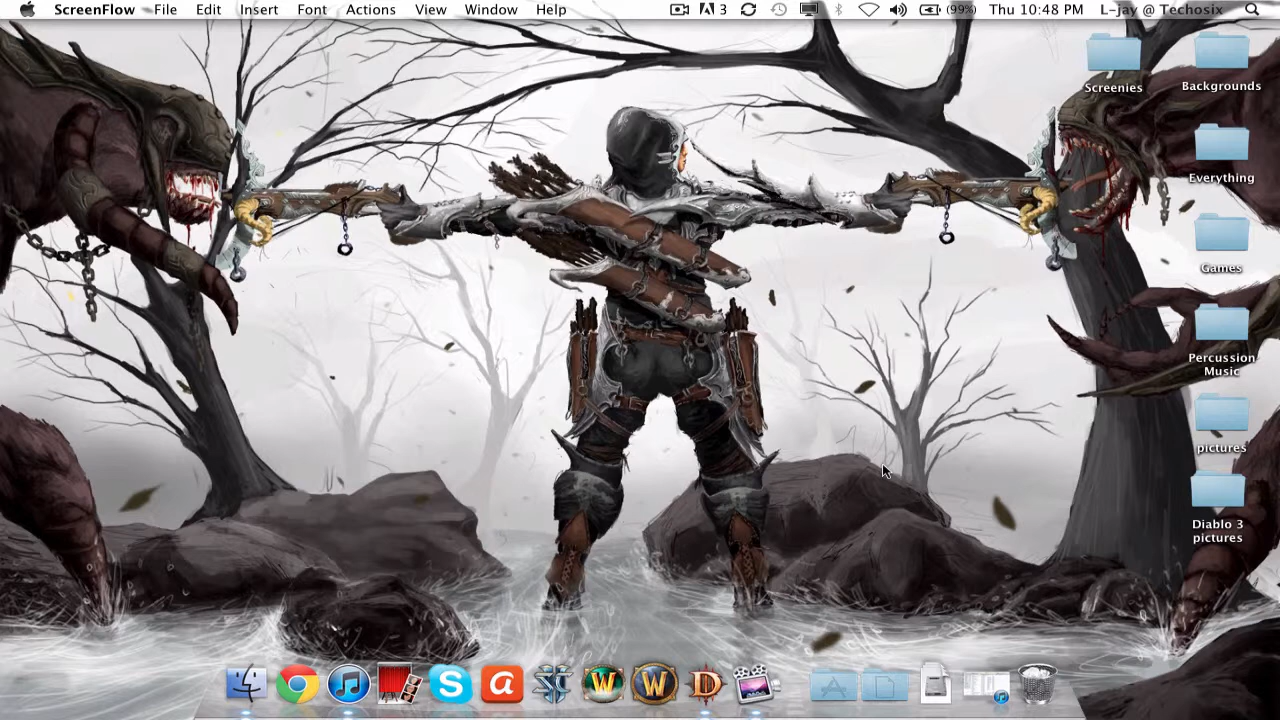 ScreenFlow File Edit Insert Font Actions View Window Help 3 (99%) Thu 10:48 PM L-jay @ Techosix
Screenies
Backgrounds
Everything
Games
Percussion
Music
pictures
Diablo 3
pictures